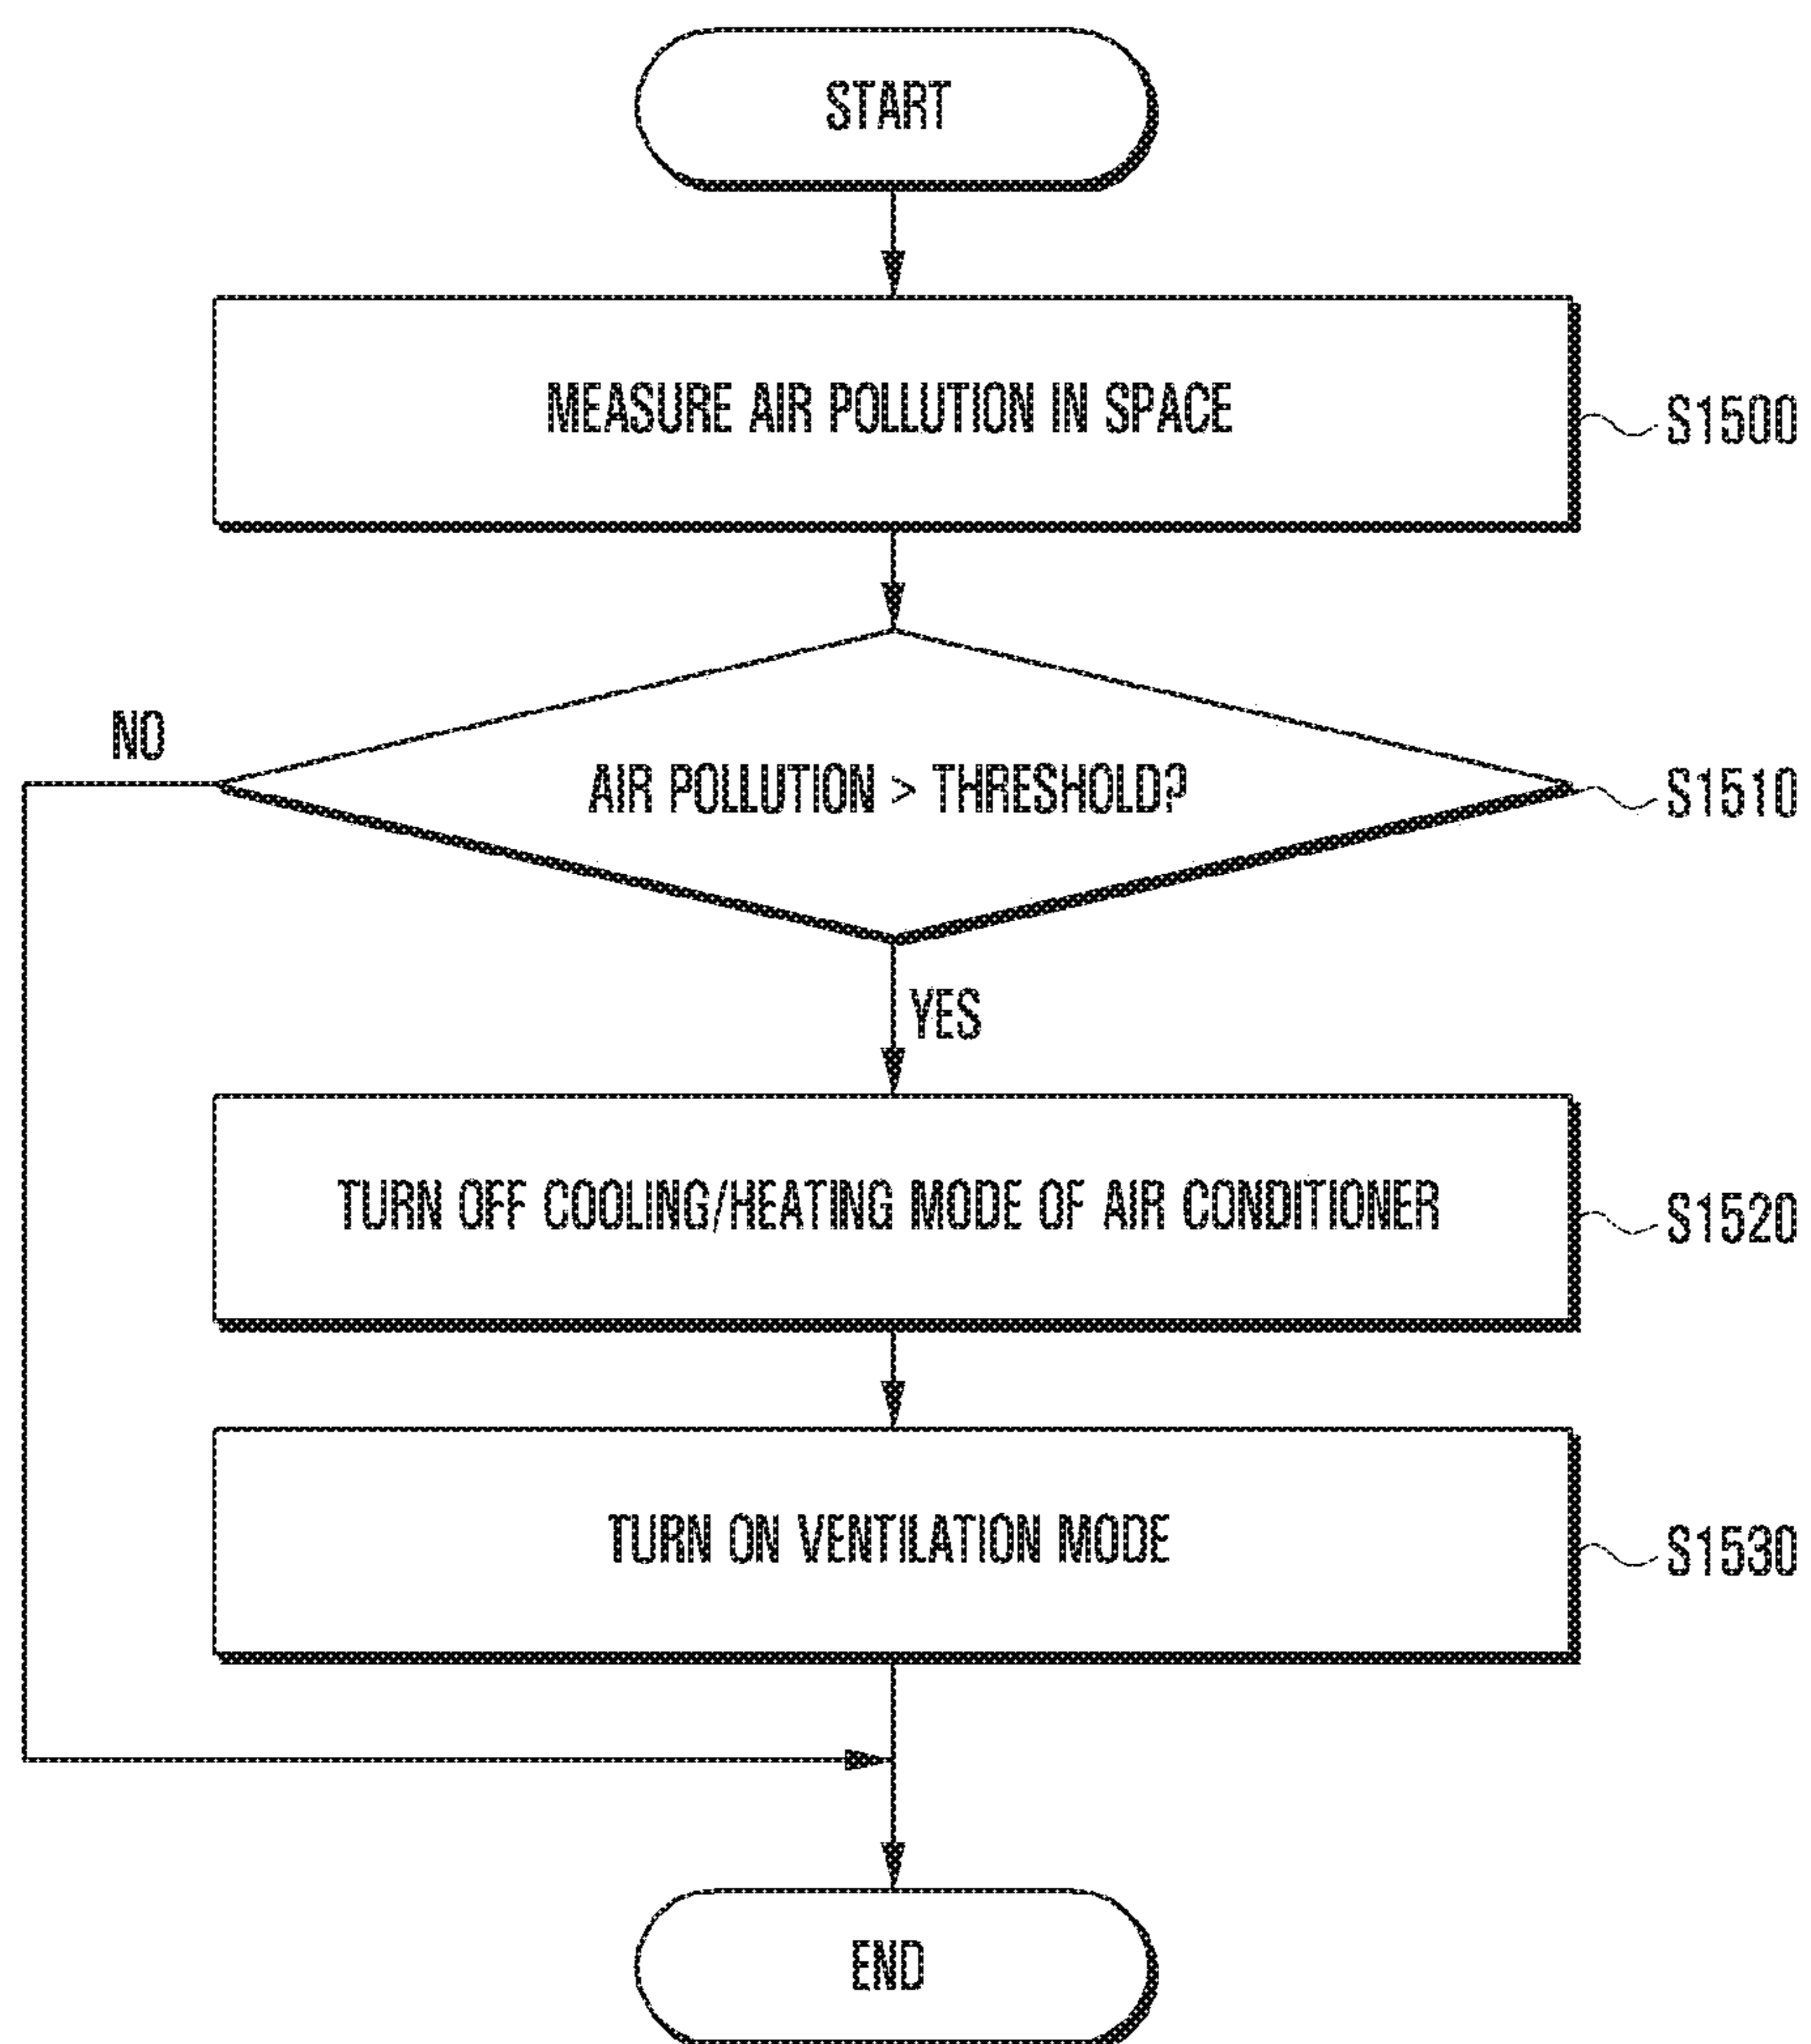 START
MEASURE AIR POLLUTION IN SPACE
S1500
NO
AIR POLLUTION > THRESHOLD?
S1510
YES
TURN OFF COOLING/HEATING MODE OF AIR CONDITIONER
S1520
TURN ON VENTILATION MODE
S1530
END